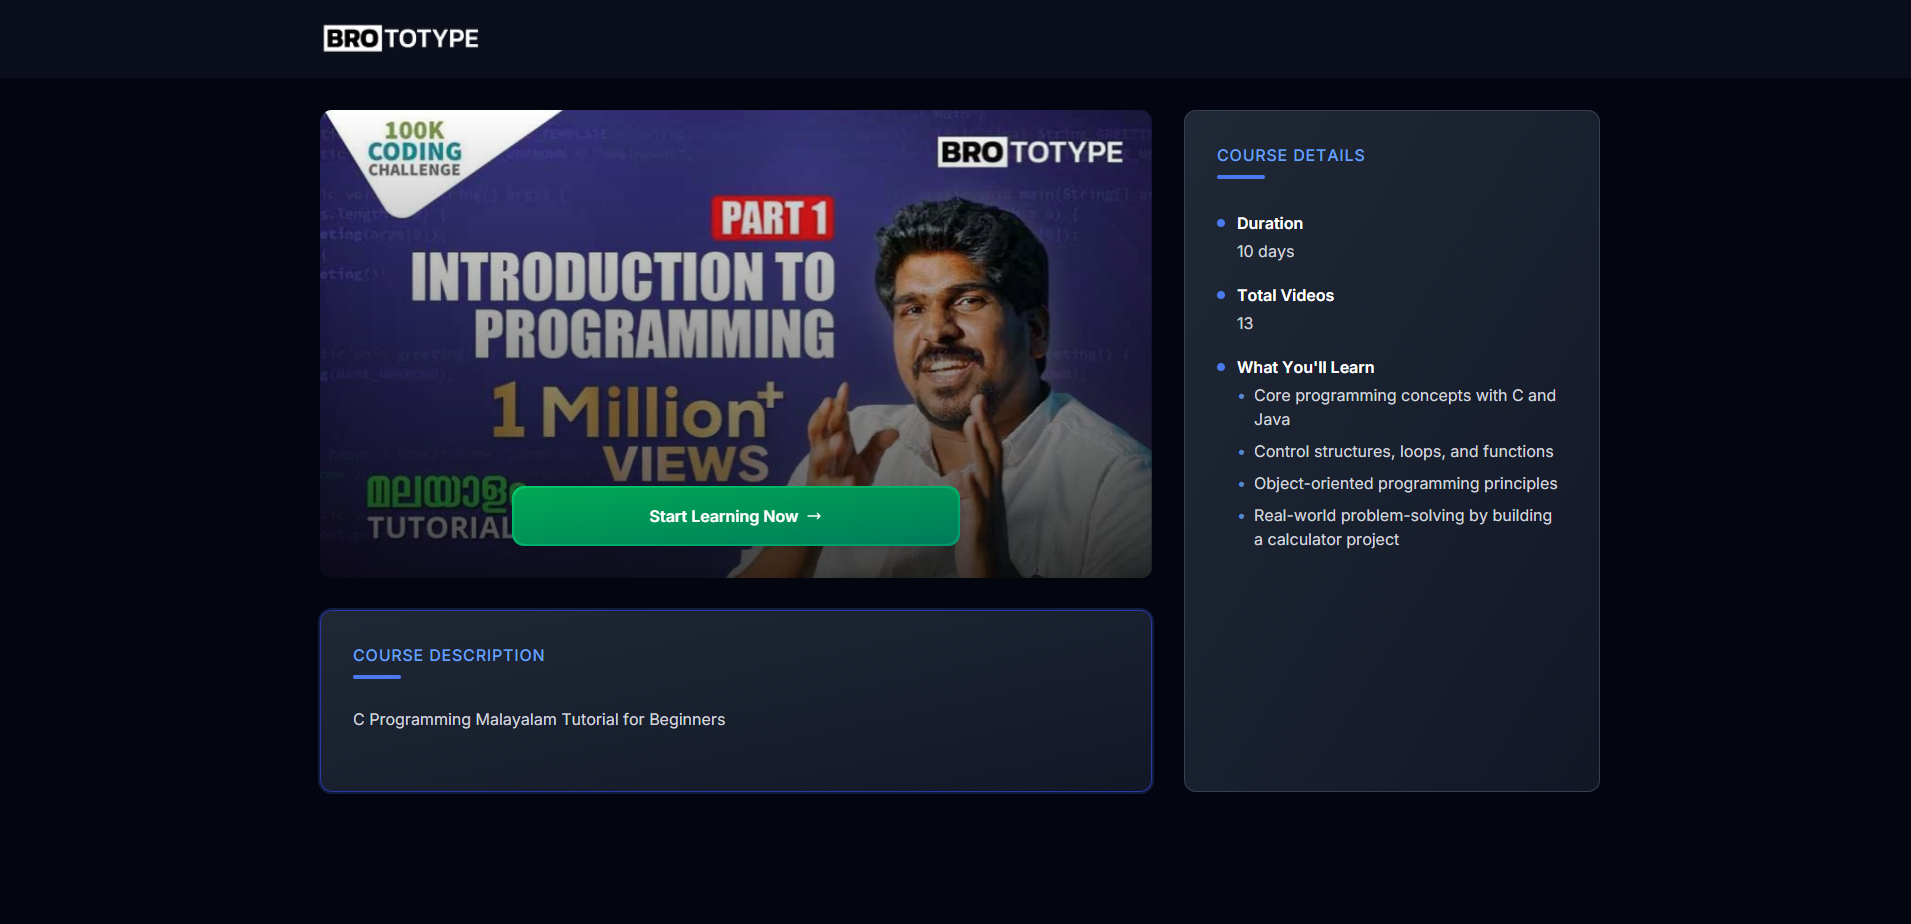 BROTOTYPE
100K
CODING
CHALLENGE
BROTOTYPE
PART 1
INTRODUCTION TO
PROGRAMMING
1 Million+
VIEWS
മലയാളം
TUTORIAL
Start Learning Now →
COURSE DESCRIPTION
C Programming Malayalam Tutorial for Beginners
COURSE DETAILS
Duration
10 days
Total Videos
13
What You'll Learn
Core programming concepts with C and
Java
Control structures, loops, and functions
Object-oriented programming principles
Real-world problem-solving by building
a calculator project